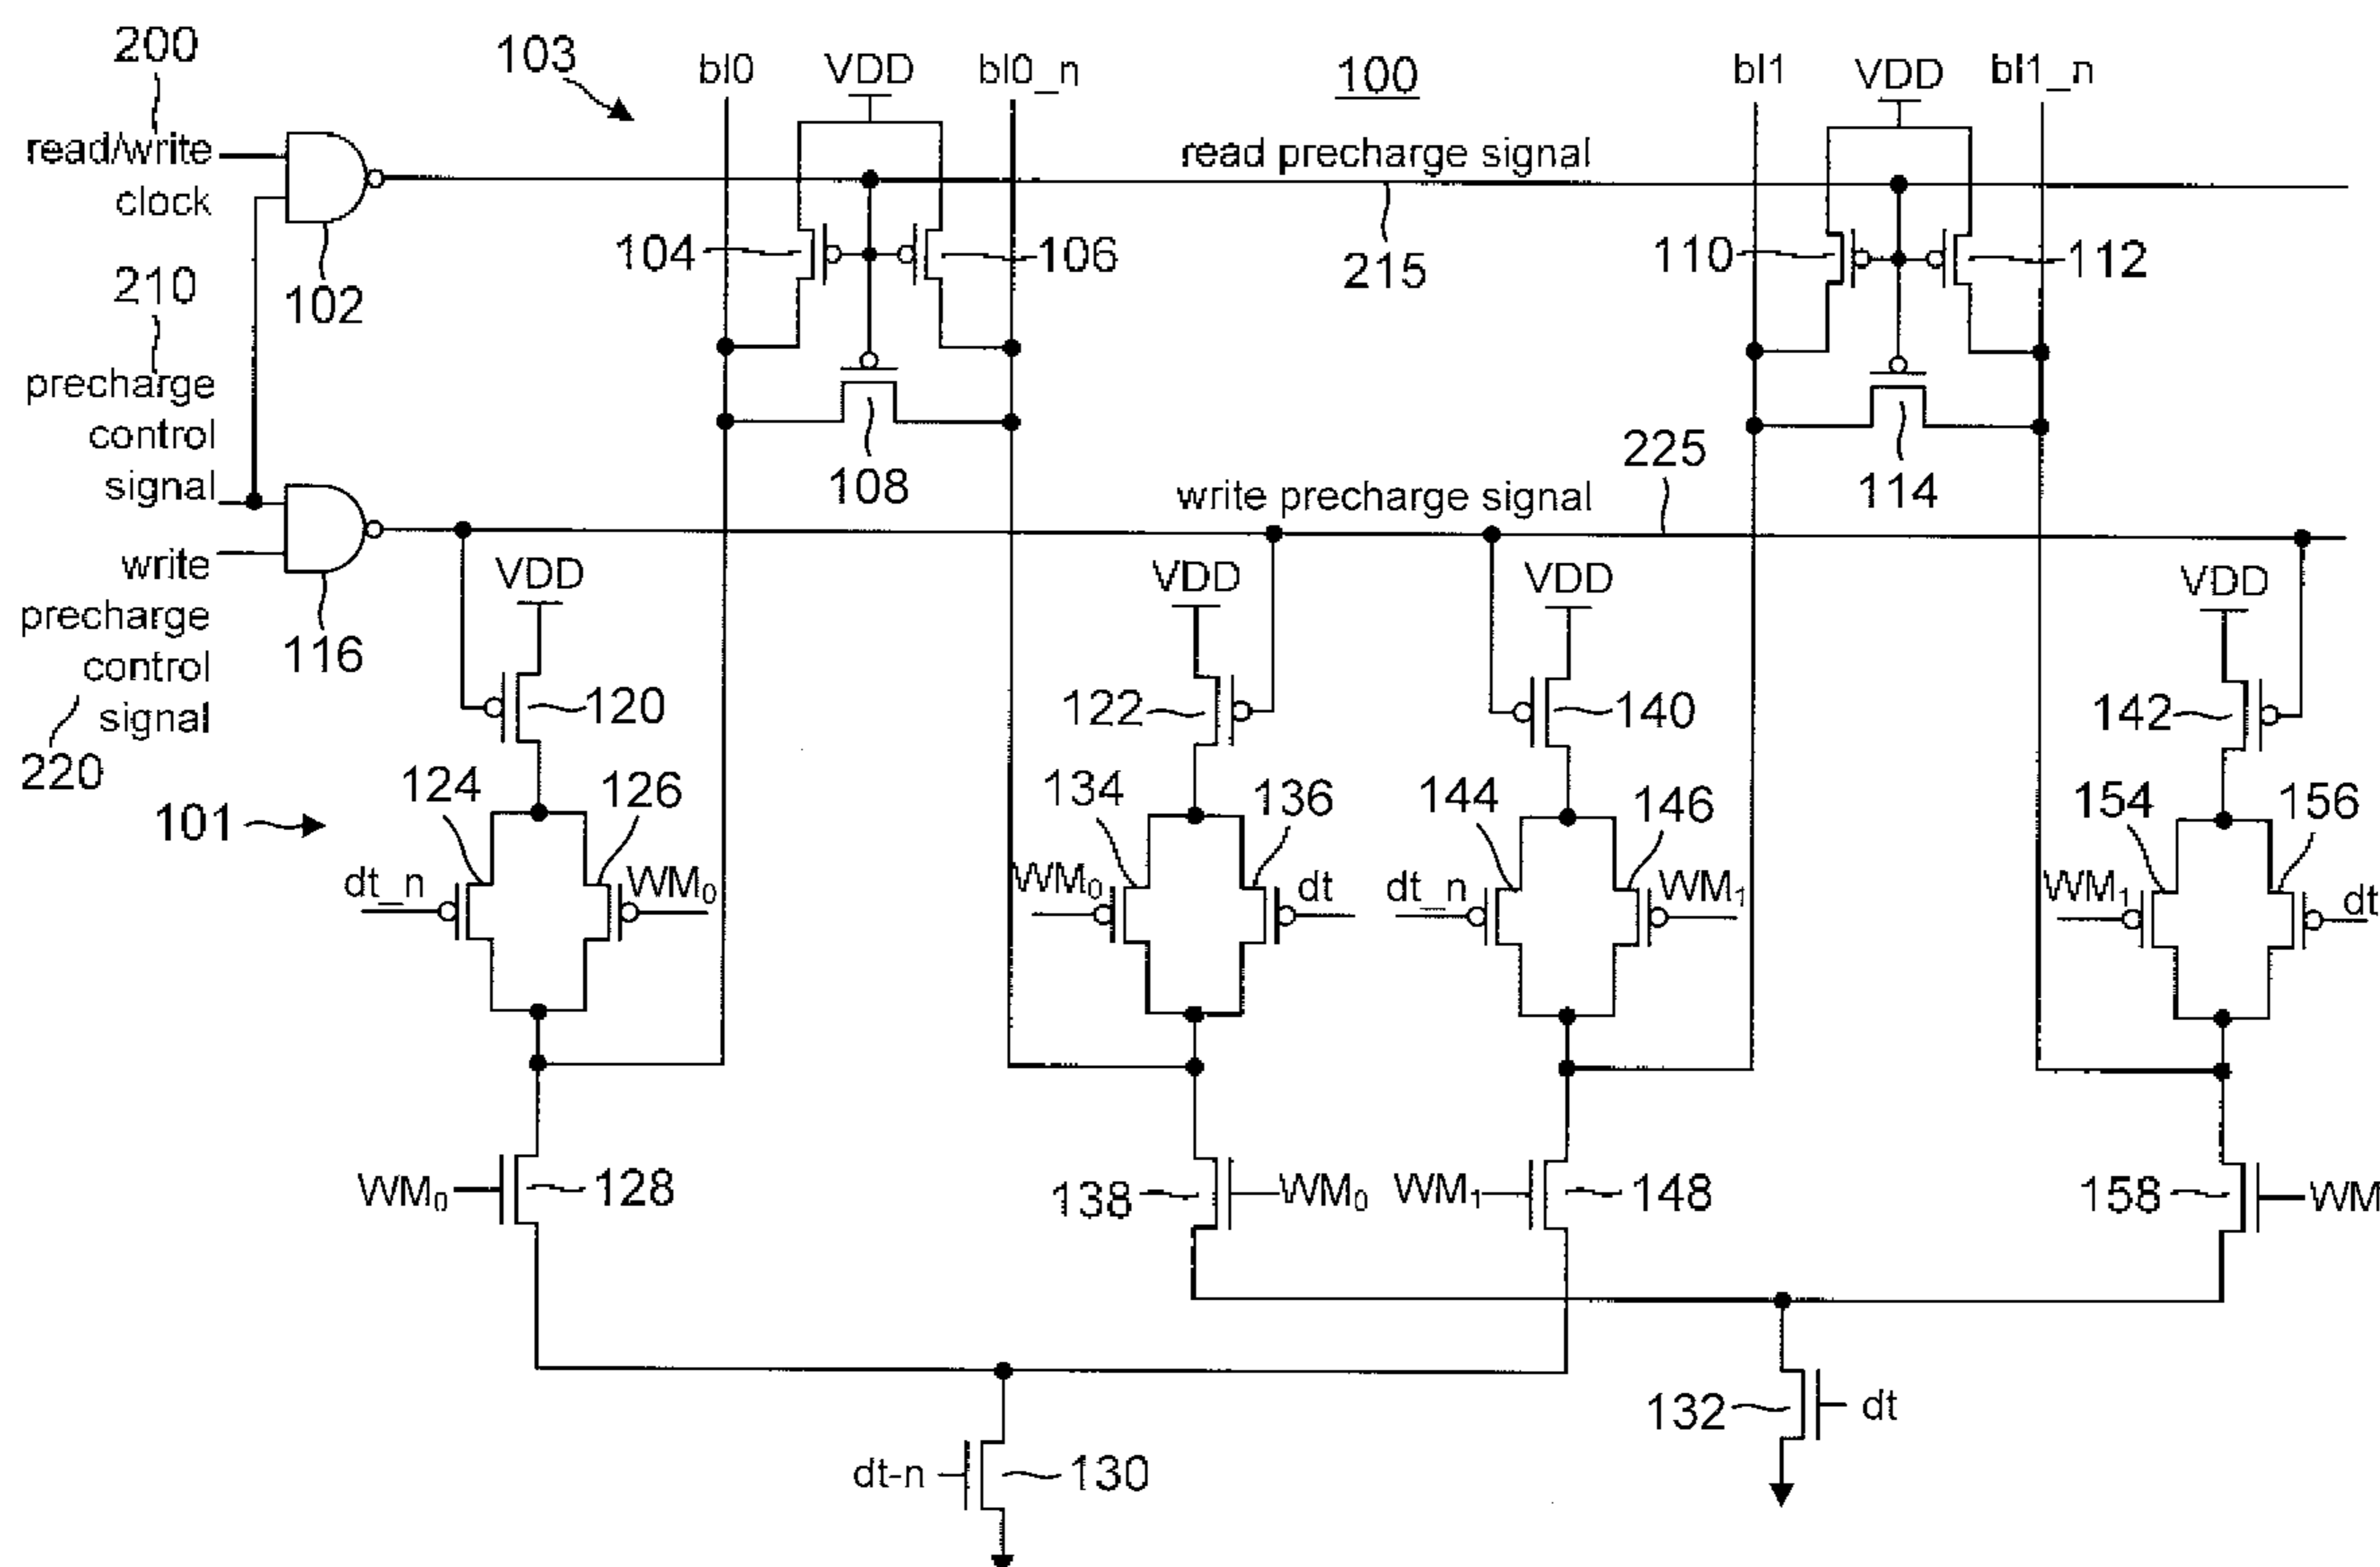 200
103
bl0
VDD
bl0_n
100
bl1
VDD
bl1_n
read/write
clock
read precharge signal
102
104
106
215
110
112
210
precharge
control
signal
108
225
114
write precharge signal
write
precharge
control
signal
220
116
VDD
VDD
VDD
VDD
120
122
140
142
101
124
126
134
136
144
146
154
156
dt_n
WM₀
WM₀
dt
dt_n
WM₁
WM₁
dt
WM₀
128
138
WM₀
WM₁
148
158
WM
132
dt
dt-n
130